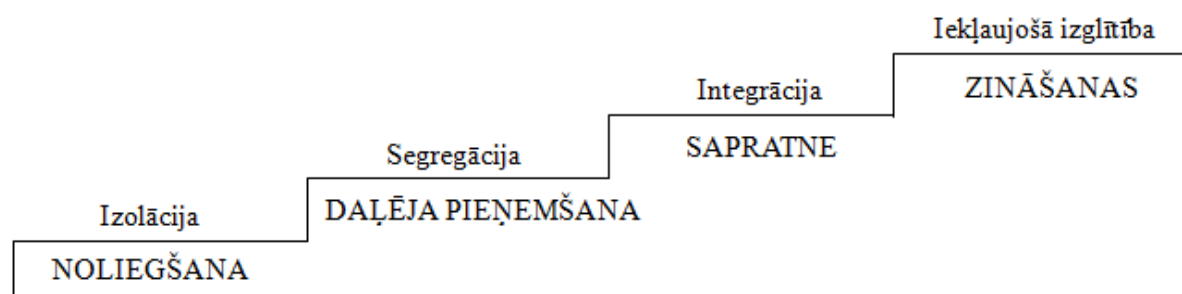 Iekļaujošā izglītība
ZINĀŠANAS
Integrācija
SAPRATNE
Segregācija
DAĻĒJA PIEŅEMŠANA
Izolācija
NOLIEGŠANA